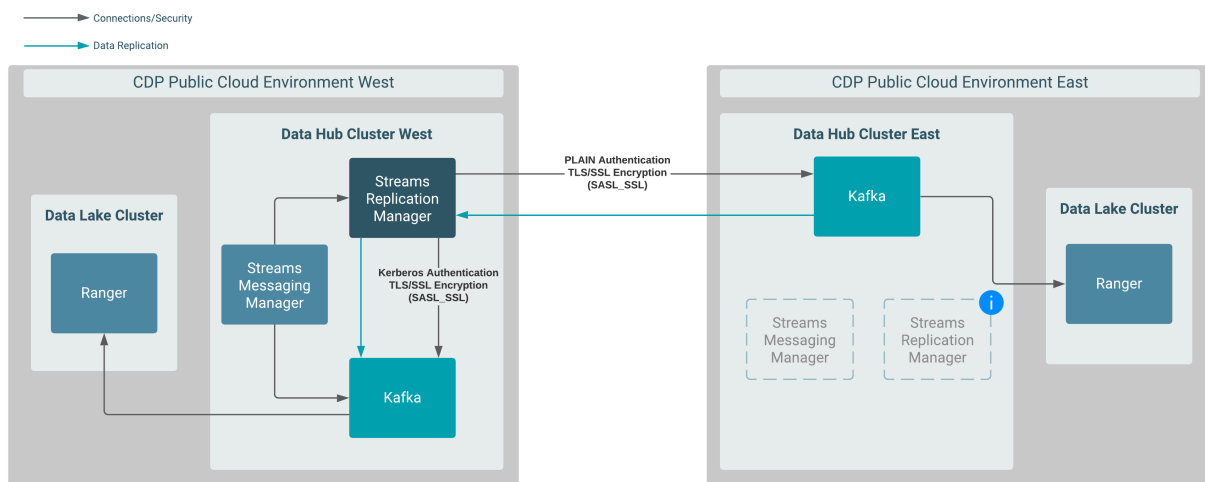 Connections/Security
Data Replication
CDP Public Cloud Environment West
Data Hub Cluster West
Streams
Replication
Manager
Data Lake Cluster
Ranger
Streams
Messaging
Manager
Kerberos Authentication
TLS/SSL Encryption
(SASL_SSL)
Kafka
PLAIN Authentication
TLS/SSL Encryption
(SASL_SSL)
CDP Public Cloud Environment East
Data Hub Cluster East
Kafka
Data Lake Cluster
Ranger
i
Streams
Messaging
Manager
Streams
Replication
Manager